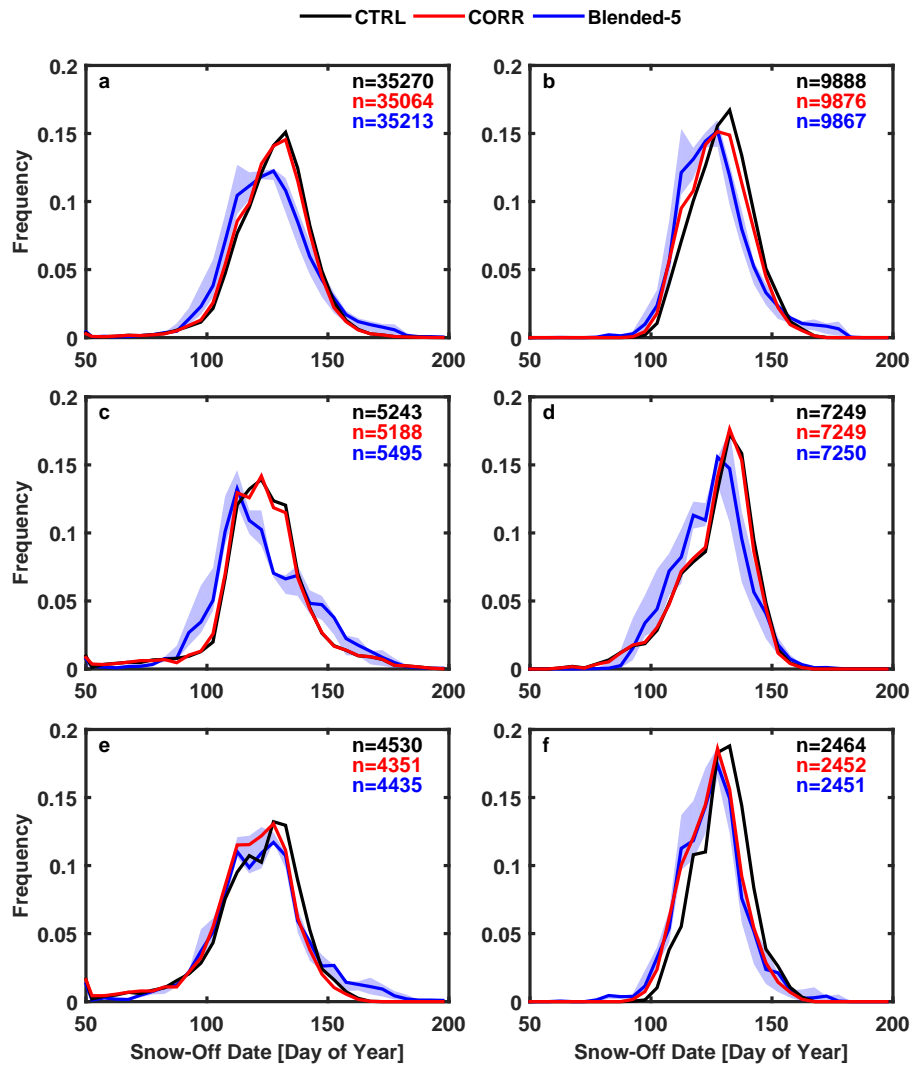 CTRL CORR Blended-5
a
n=35270
n=35064
n=35213
Frequency
0.2
0.15
0.1
0.05
0
50 100 150 200
b
n=9888
n=9876
n=9867
0.2
0.15
0.1
0.05
0
50 100 150 200
c
n=5243
n=5188
n=5495
Frequency
0.2
0.15
0.1
0.05
0
50 100 150 200
d
n=7249
n=7249
n=7250
0.2
0.15
0.1
0.05
0
50 100 150 200
e
n=4530
n=4351
n=4435
Frequency
0.2
0.15
0.1
0.05
0
50 100 150 200
Snow-Off Date [Day of Year]
f
n=2464
n=2452
n=2451
0.2
0.15
0.1
0.05
0
50 100 150 200
Snow-Off Date [Day of Year]